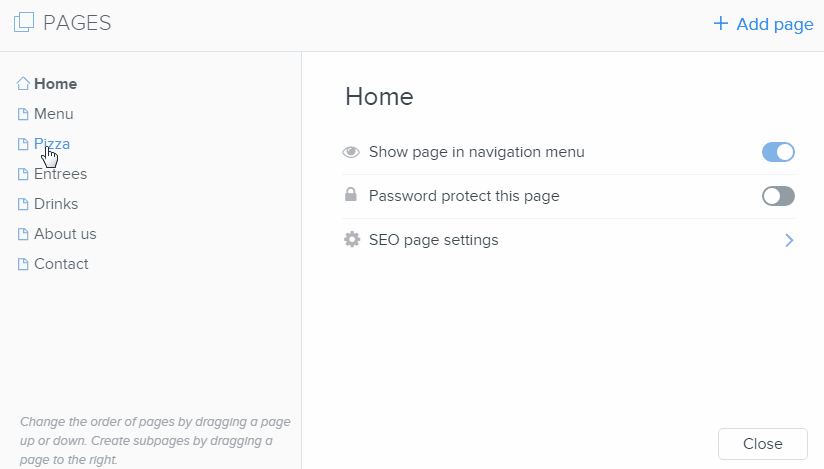 PAGES
Add page
Home
Menu
Pizza
Entrees
Drinks
About us
Contact
Change the order of pages by dragging a page
up or down. Create subpages by dragging a
page to the right.
Home
Show page in navigation menu
Password protect this page
SEO page settings
Close